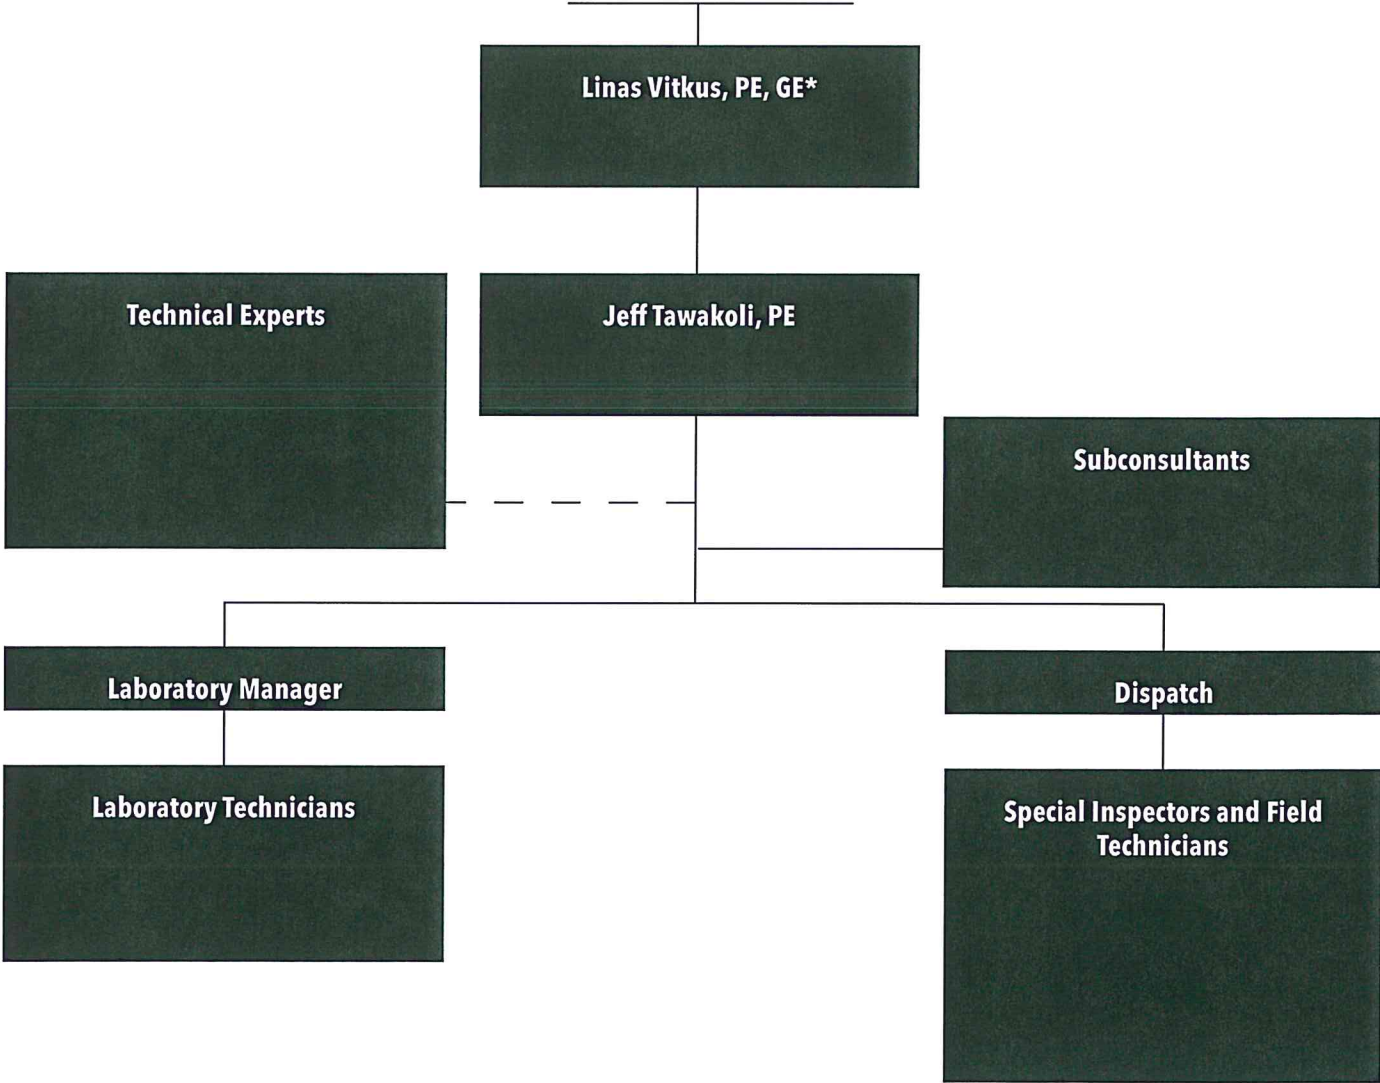 Linas Vitkus, PE, GE*
Technical Experts
Jeff Tawakoli, PE
Subconsultants
Laboratory Manager
Dispatch
Laboratory Technicians
Special Inspectors and Field
Technicians